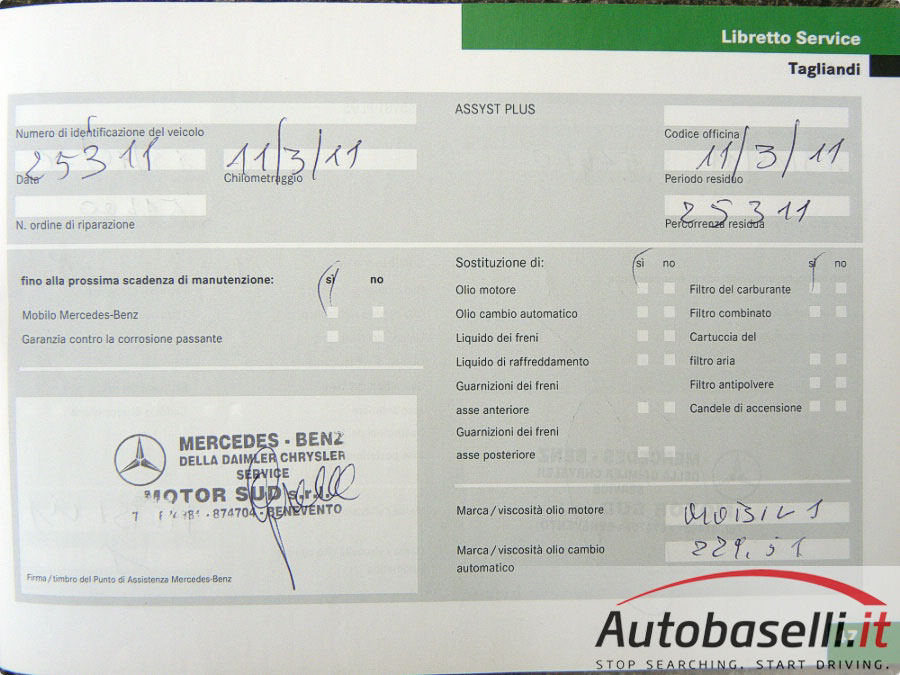 Libretto Service
Tagliandi
ASSYST PLUS
Numero di identificazione del veicolo
Codice officina
25311
11/3/11
11/3/11
Data
Chilometraggio
Periodo residuo
25311
N. ordine di riparazione
Percorrenza residua
fino alla prossima scadenza di manutenzione:
sì no
Mobilo Mercedes-Benz
Garanzia contro la corrosione passante
Sostituzione di:
sì no
sì no
Olio motore
Filtro del carburante
Olio cambio automatico
Filtro combinato
Liquido dei freni
Cartuccia del
Liquido di raffreddamento
filtro aria
Guarnizioni dei freni
Filtro antipolvere
asse anteriore
Candele di accensione
Guarnizioni dei freni
asse posteriore
MERCEDES - BENZ
DELLA DAIMLER CHRYSLER
SERVICE
MOTOR SUD s.r.l.
874704 - BENEVENTO
Firma/timbro del Punto di Assistenza Mercedes-Benz
Marca/viscosità olio motore
MOBIL 1
Marca/viscosità olio cambio
automatico
229.51
Autobaselli.it
STOP SEARCHING. START DRIVING.